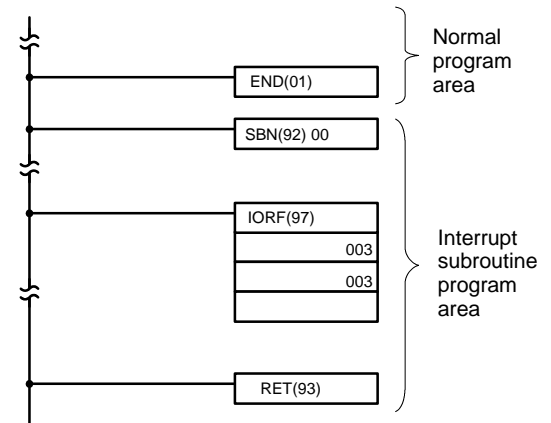 Normal
program
area
END(01)
SBN(92) 00
IORF(97)
003
003
Interrupt
subroutine
program
area
RET(93)